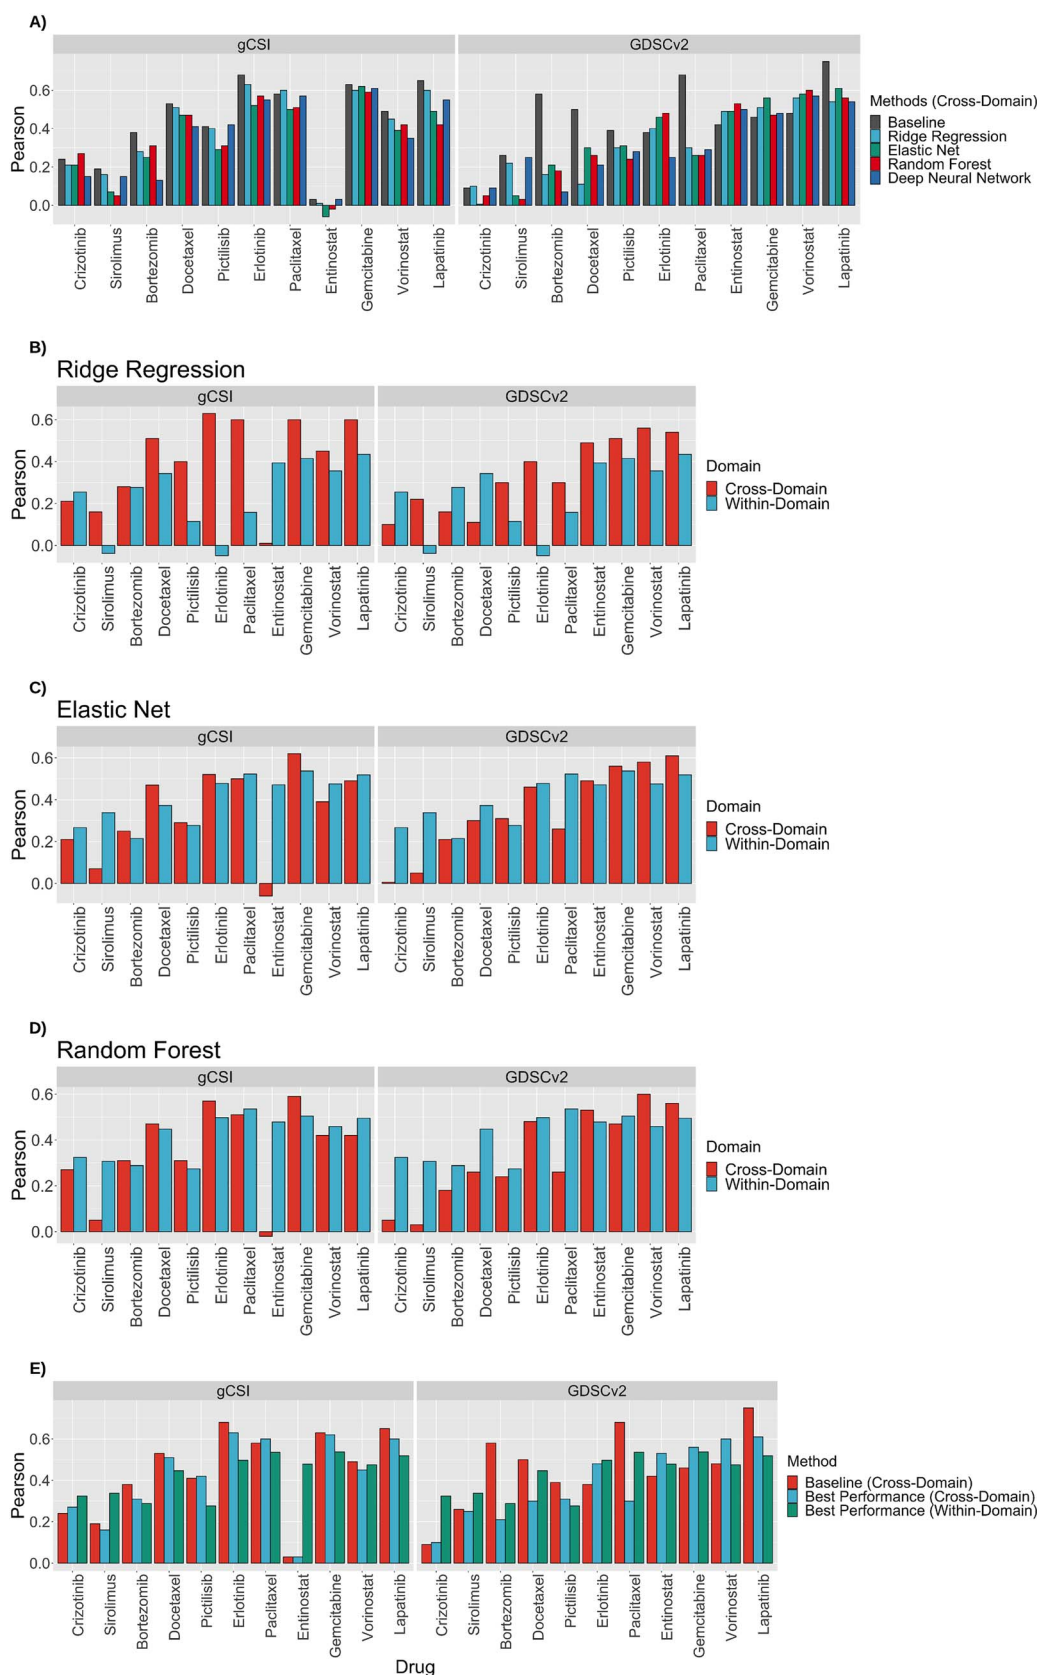 A)
gCSI
GDSCv2
Pearson
0.6
0.4
0.2
0.0
Methods (Cross-Domain)
Baseline
Ridge Regression
Elastic Net
Random Forest
Deep Neural Network
Crizotinib
Sirolimus
Bortezomib
Docetaxel
Pictilisib
Erlotinib
Paclitaxel
Entinostat
Gemcitabine
Vorinostat
Lapatinib
Crizotinib
Sirolimus
Bortezomib
Docetaxel
Pictilisib
Erlotinib
Paclitaxel
Entinostat
Gemcitabine
Vorinostat
Lapatinib
B)
Ridge Regression
gCSI
GDSCv2
Pearson
0.6
0.4
0.2
0.0
Domain
Cross-Domain
Within-Domain
Crizotinib
Sirolimus
Bortezomib
Docetaxel
Pictilisib
Erlotinib
Paclitaxel
Entinostat
Gemcitabine
Vorinostat
Lapatinib
Crizotinib
Sirolimus
Bortezomib
Docetaxel
Pictilisib
Erlotinib
Paclitaxel
Entinostat
Gemcitabine
Vorinostat
Lapatinib
C)
Elastic Net
gCSI
GDSCv2
Pearson
0.6
0.4
0.2
0.0
Domain
Cross-Domain
Within-Domain
Crizotinib
Sirolimus
Bortezomib
Docetaxel
Pictilisib
Erlotinib
Paclitaxel
Entinostat
Gemcitabine
Vorinostat
Lapatinib
Crizotinib
Sirolimus
Bortezomib
Docetaxel
Pictilisib
Erlotinib
Paclitaxel
Entinostat
Gemcitabine
Vorinostat
Lapatinib
D)
Random Forest
gCSI
GDSCv2
Pearson
0.6
0.4
0.2
0.0
Domain
Cross-Domain
Within-Domain
Crizotinib
Sirolimus
Bortezomib
Docetaxel
Pictilisib
Erlotinib
Paclitaxel
Entinostat
Gemcitabine
Vorinostat
Lapatinib
Crizotinib
Sirolimus
Bortezomib
Docetaxel
Pictilisib
Erlotinib
Paclitaxel
Entinostat
Gemcitabine
Vorinostat
Lapatinib
E)
gCSI
GDSCv2
Pearson
0.6
0.4
0.2
0.0
Method
Baseline (Cross-Domain)
Best Performance (Cross-Domain)
Best Performance (Within-Domain)
Crizotinib
Sirolimus
Bortezomib
Docetaxel
Pictilisib
Erlotinib
Paclitaxel
Entinostat
Gemcitabine
Vorinostat
Lapatinib
Crizotinib
Sirolimus
Bortezomib
Docetaxel
Pictilisib
Erlotinib
Paclitaxel
Entinostat
Gemcitabine
Vorinostat
Lapatinib
Drug